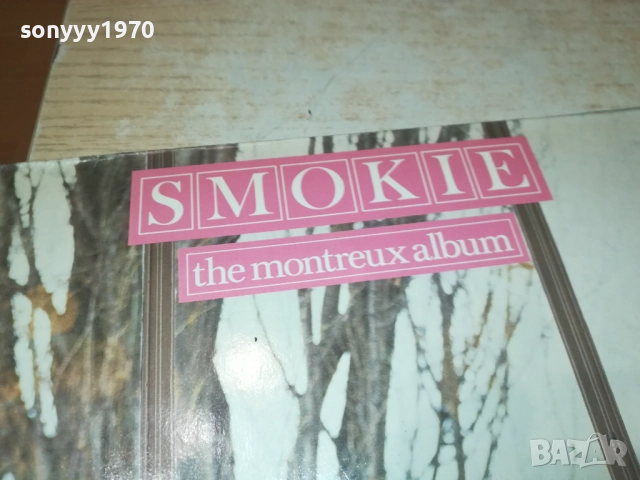 sonyyy1970
SMOKIE
the montreux album
BAZAR